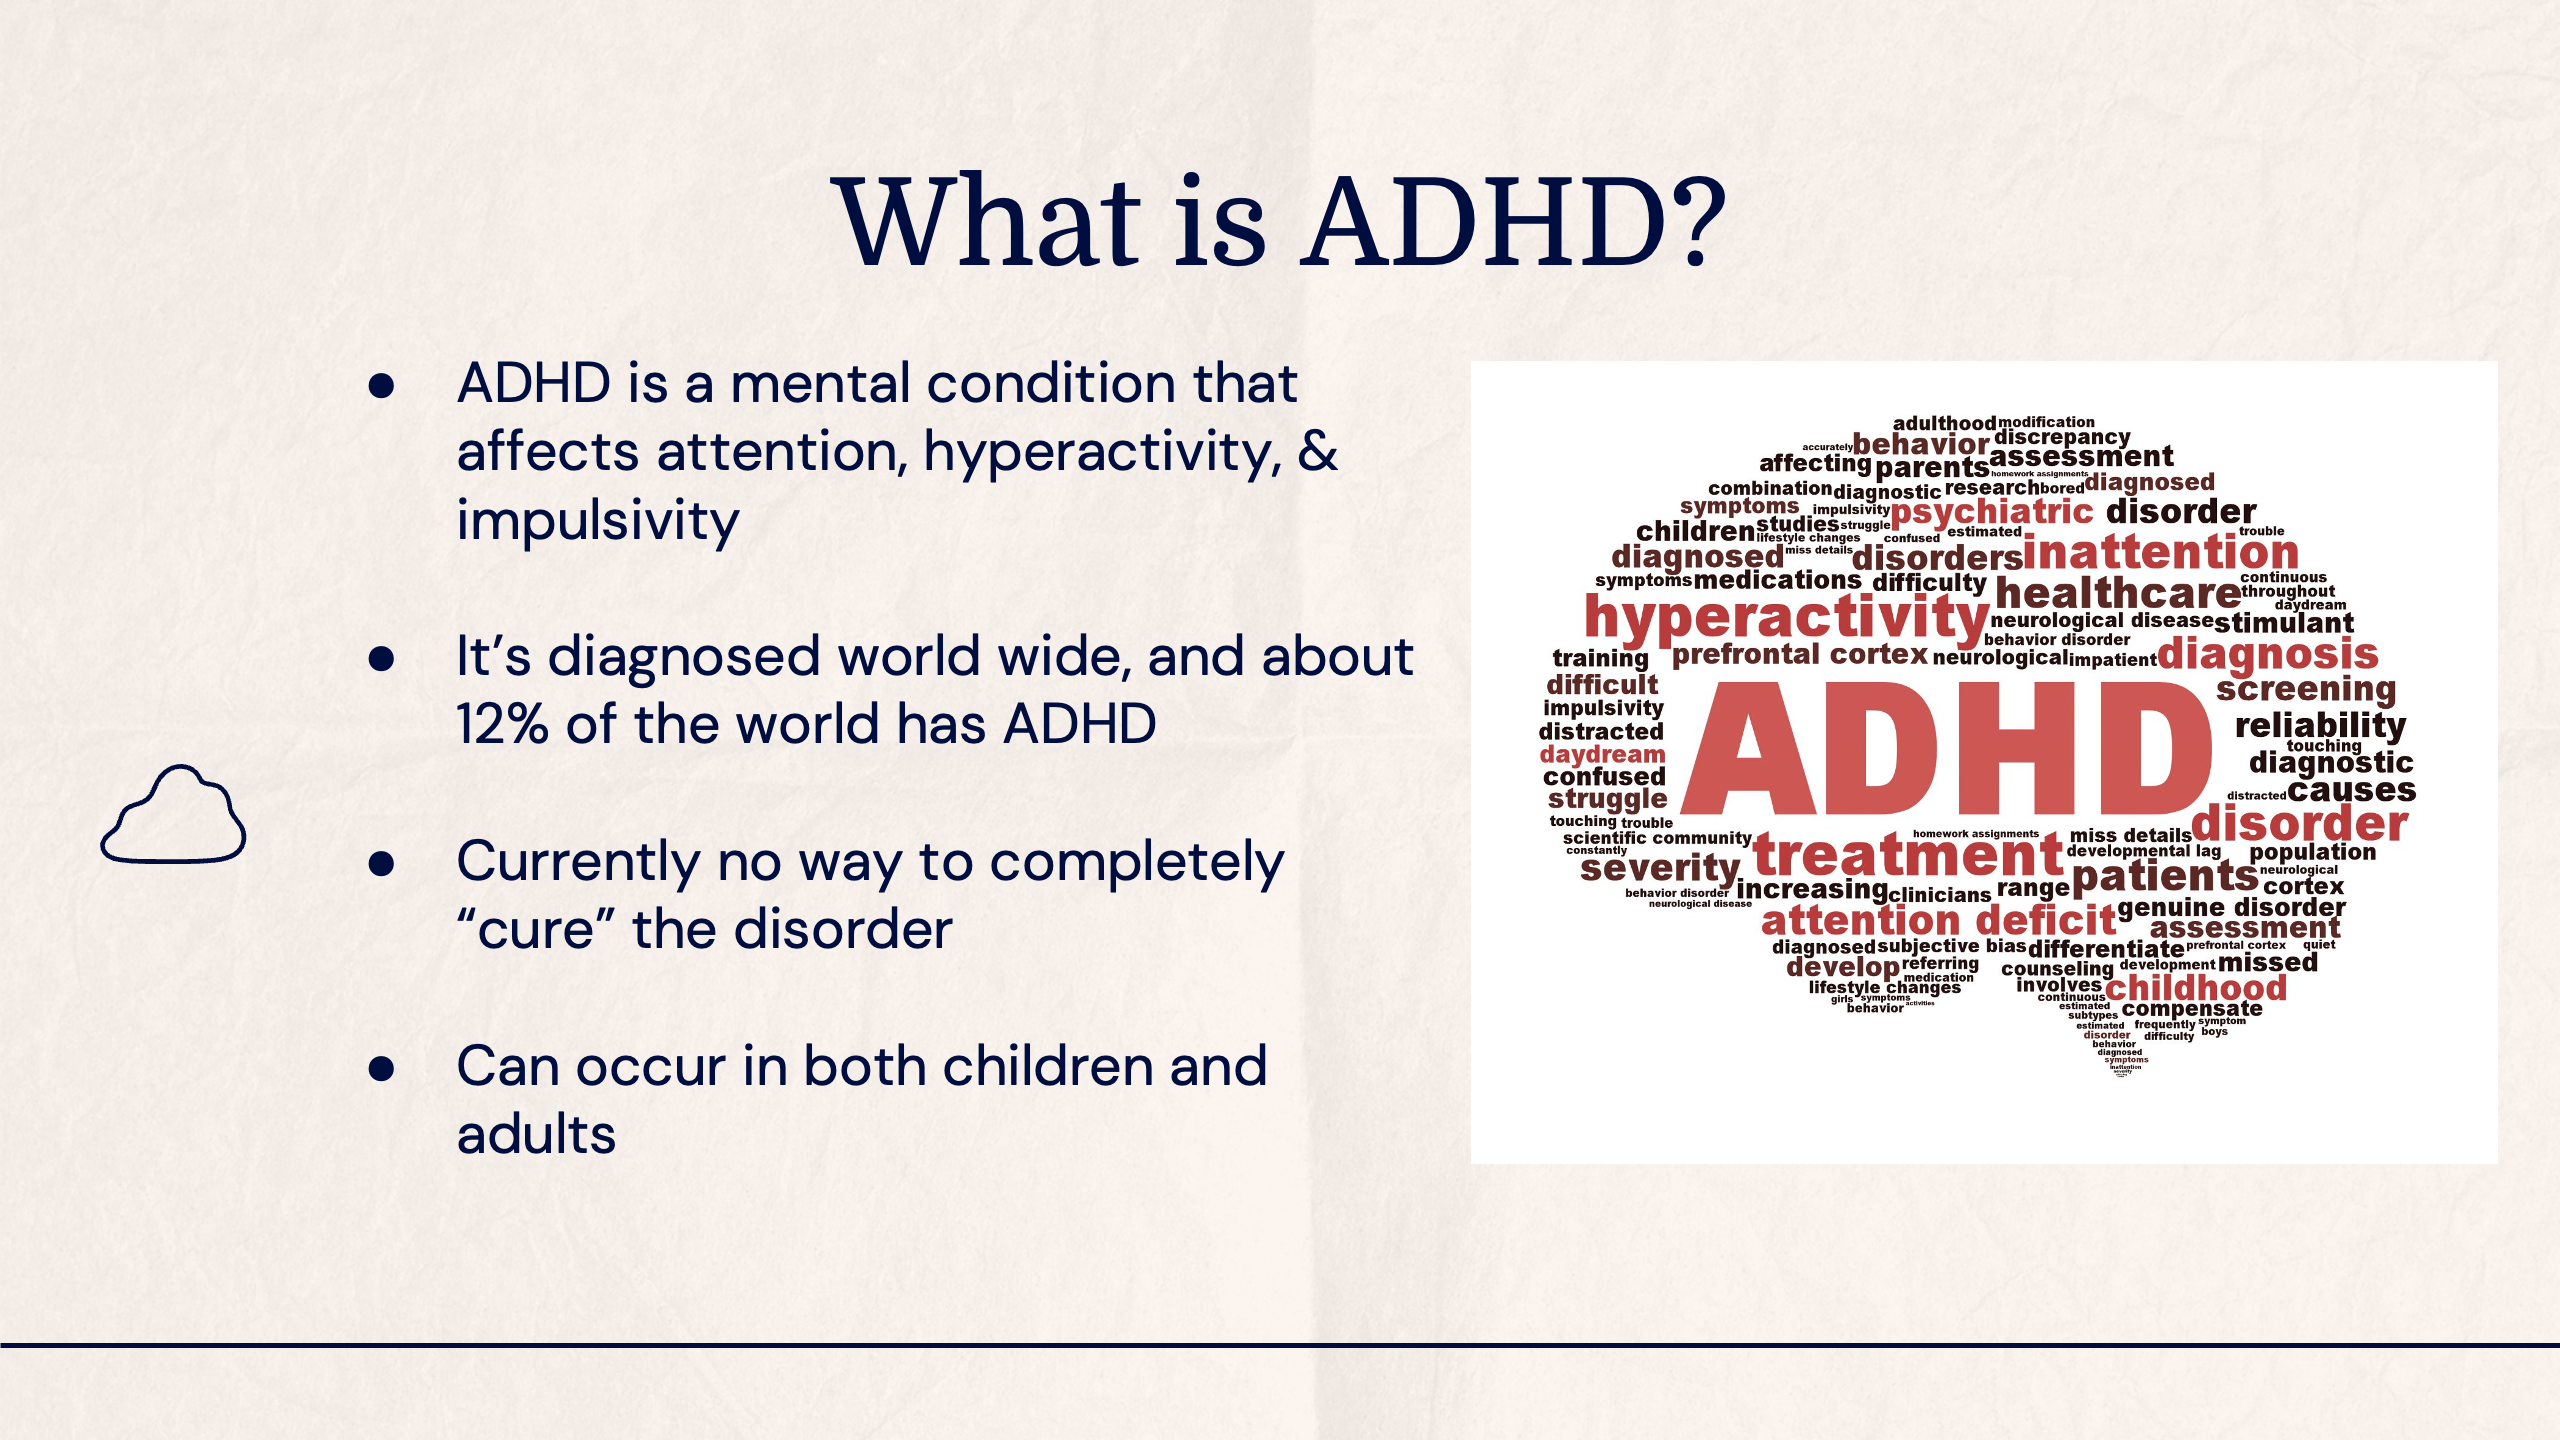 What is ADHD?
● ADHD is a mental condition that
affects attention, hyperactivity, &
impulsivity
● It’s diagnosed world wide, and about
12% of the world has ADHD
● Currently no way to completely
“cure” the disorder
● Can occur in both children and
adults
adulthood modification
accurately behavior discrepancy
affecting parents assessment
homework assignments
combination diagnostic research bored diagnosed
symptoms impulsivity psychiatric disorder
children studies struggle estimated trouble
lifestyle changes confused
diagnosed miss details disorders inattention
symptoms medications difficulty healthcare continuous
throughout
daydream
hyperactivity neurological disease stimulant
behavior disorder
training prefrontal cortex neurological impatient diagnosis
difficult screening
impulsivity
distracted ADHD reliability
daydream touching
confused diagnostic
struggle distracted causes
touching trouble disorder
scientific community treatment homework assignments miss details
constantly developmental lag population
severity patients neurological
behavior disorder increasing clinicians range cortex
neurological disease
attention deficit genuine disorder
assessment
diagnosed subjective bias differentiate prefrontal cortex quiet
develop referring counseling development missed
medication
lifestyle changes involves childhood
girls symptoms activities continuous
behavior estimated compensate
subtypes
estimated frequently symptom
disorder difficulty boys
behavior
diagnosed
symptoms
inattention
severity